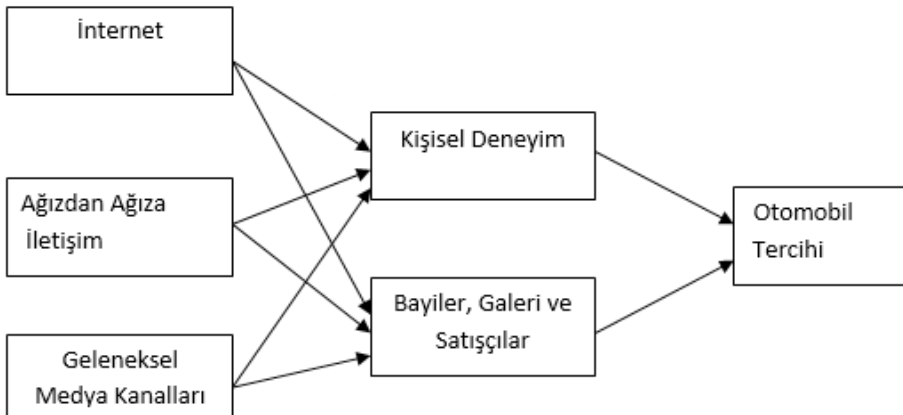 İnternet
Ağızdan Ağıza
İletişim
Geleneksel
Medya Kanalları
Kişisel Deneyim
Bayiler, Galeri ve
Satışçılar
Otomobil
Tercihi